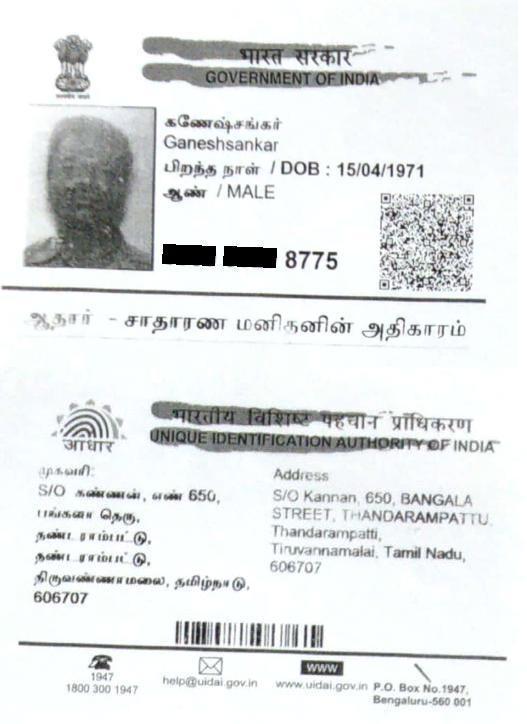 भारत सरकार
GOVERNMENT OF INDIA
கணேஷ்சங்கர்
Ganeshsankar
பிறந்த நாள் / DOB : 15/04/1971
ஆண் / MALE
8775
ஆதார் - சாதாரண மனிதனின் அதிகாரம்
भारतीय विशिष्ट पहचान प्राधिकरण
UNIQUE IDENTIFICATION AUTHORITY OF INDIA
आधार
முகவரி:
S/O கண்ணன், எண் 650,
பங்களா தெரு,
தண்டராம்பட்டு,
தண்டராம்பட்டு,
திருவண்ணாமலை, தமிழ்நாடு,
606707
Address
S/O Kannan, 650, BANGALA
STREET, THANDARAMPATTU,
Thandarampatti,
Tiruvannamalai, Tamil Nadu,
606707
1947
1800 300 1947
help@uidai.gov.in
www
www.uidai.gov.in
P.O. Box No.1947,
Bengaluru-560 001